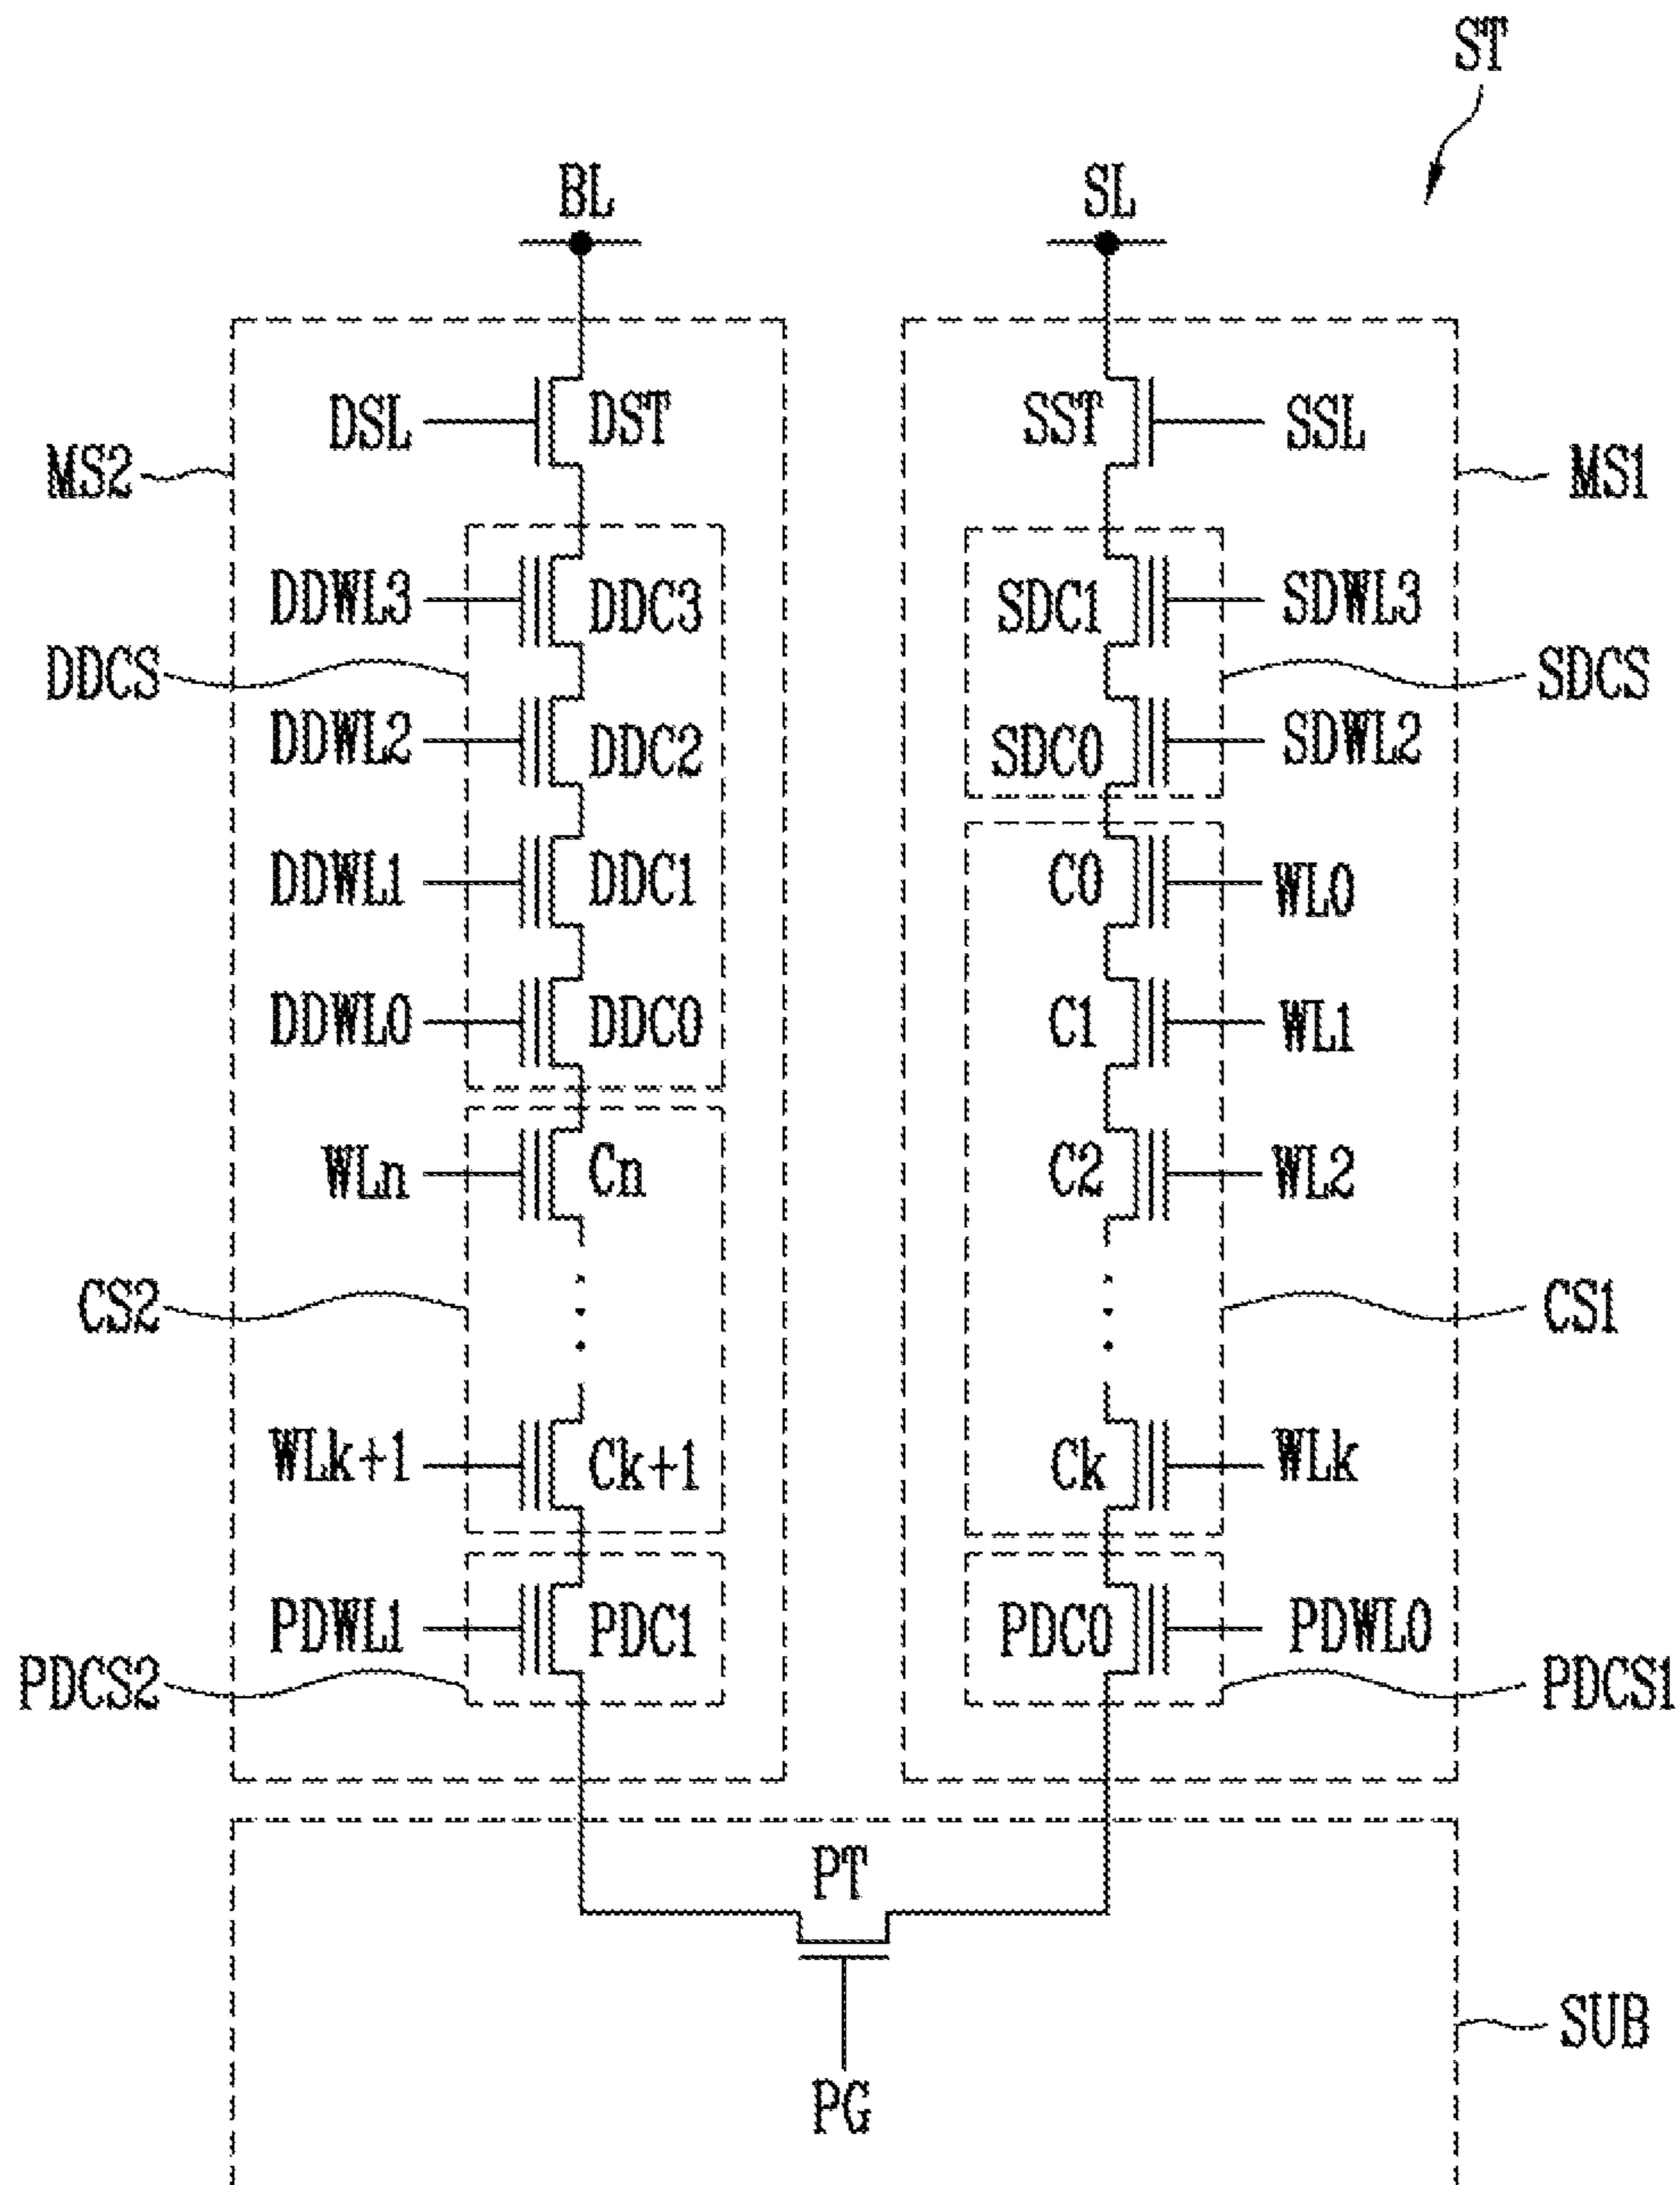 ST
BL SL
DSL DST SST SSL
MS2 MS1
DDWL3 DDC3 SDC1 SDWL3
DDCS SDCS
DDWL2 DDC2 SDC0 SDWL2
DDWL1 DDC1 C0 WL0
DDWL0 DDC0 C1 WL1
WLn Cn C2 WL2
CS2 CS1
WLk+1 Ck+1 Ck WLk
PDWL1 PDC1 PDC0 PDWL0
PDCS2 PDCS1
PT
SUB
PG